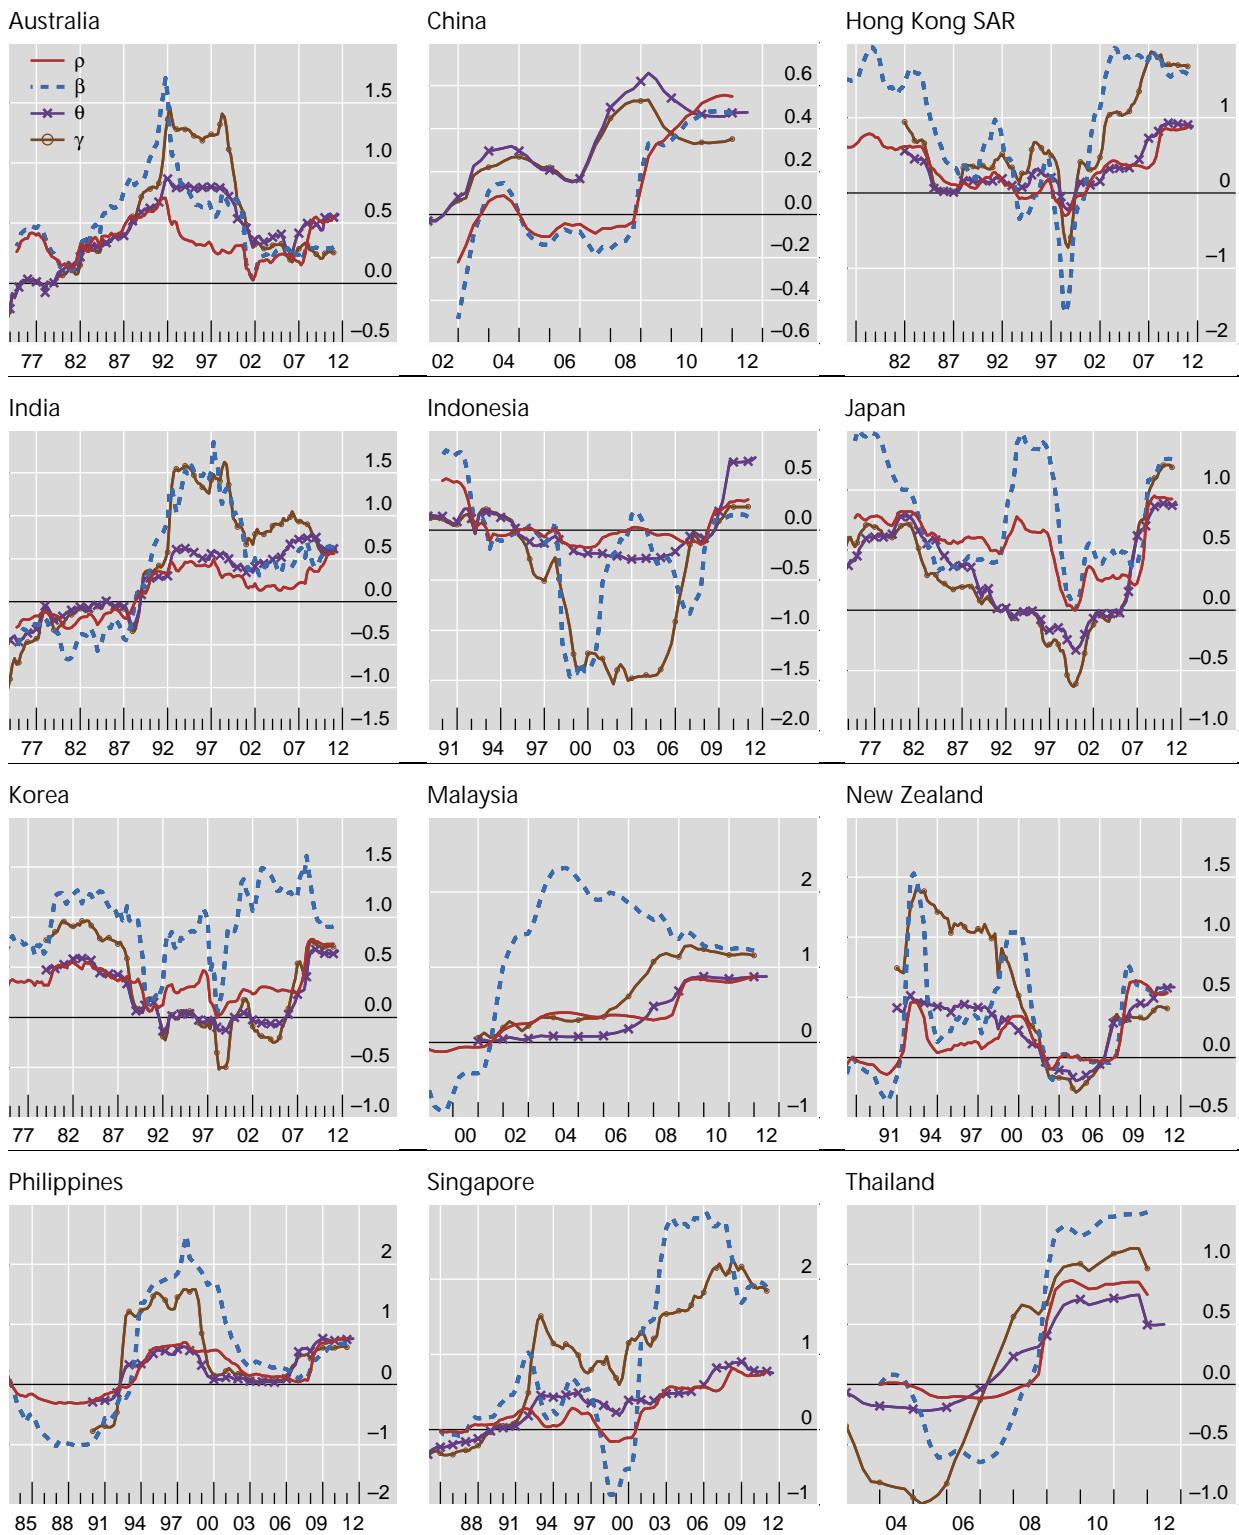 Australia
China
Hong Kong SAR
ρ
β
θ
γ
1.5
1.0
0.5
0.0
–0.5
77 82 87 92 97 02 07 12
0.6
0.4
0.2
0.0
–0.2
–0.4
–0.6
02 04 06 08 10 12
1
0
–1
–2
82 87 92 97 02 07 12
India
Indonesia
Japan
1.5
1.0
0.5
0.0
–0.5
–1.0
–1.5
77 82 87 92 97 02 07 12
0.5
0.0
–0.5
–1.0
–1.5
–2.0
91 94 97 00 03 06 09 12
1.0
0.5
0.0
–0.5
–1.0
77 82 87 92 97 02 07 12
Korea
Malaysia
New Zealand
1.5
1.0
0.5
0.0
–0.5
–1.0
77 82 87 92 97 02 07 12
2
1
0
–1
00 02 04 06 08 10 12
1.5
1.0
0.5
0.0
–0.5
91 94 97 00 03 06 09 12
Philippines
Singapore
Thailand
2
1
0
–1
–2
85 88 91 94 97 00 03 06 09 12
2
1
0
–1
88 91 94 97 00 03 06 09 12
1.0
0.5
0.0
–0.5
–1.0
04 06 08 10 12